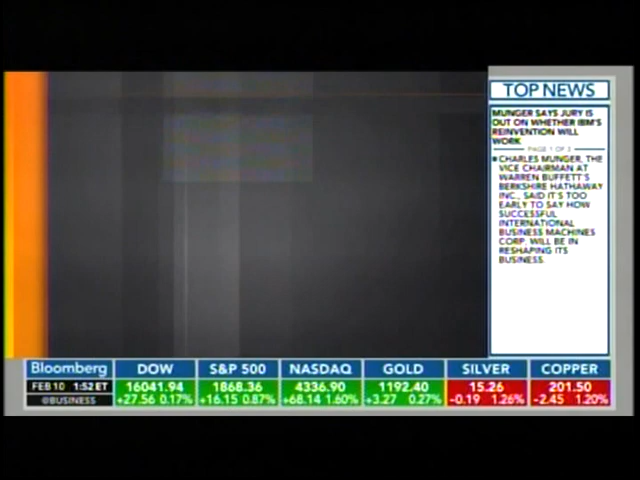 TOP NEWS
MUNGER SAYS JURY IS
OUT ON WHETHER IBM'S
REINVENTION WILL
WORK
PAGE 1 OF 2
CHARLES MUNGER, THE
VICE CHAIRMAN AT
WARREN BUFFETT'S
BERKSHIRE HATHAWAY
INC., SAID IT'S TOO
EARLY TO SAY HOW
SUCCESSFUL
INTERNATIONAL
BUSINESS MACHINES
CORP. WILL BE IN
RESHAPING ITS
BUSINESS.
Bloomberg DOW S&P 500 NASDAQ GOLD SILVER COPPER
FEB 10 1:52 ET 16041.94 1868.36 4336.90 1192.40 15.26 201.50
@BUSINESS +27.56 0.17% +16.15 0.87% +68.14 1.60% +3.27 0.27% -0.19 1.26% -2.45 1.20%